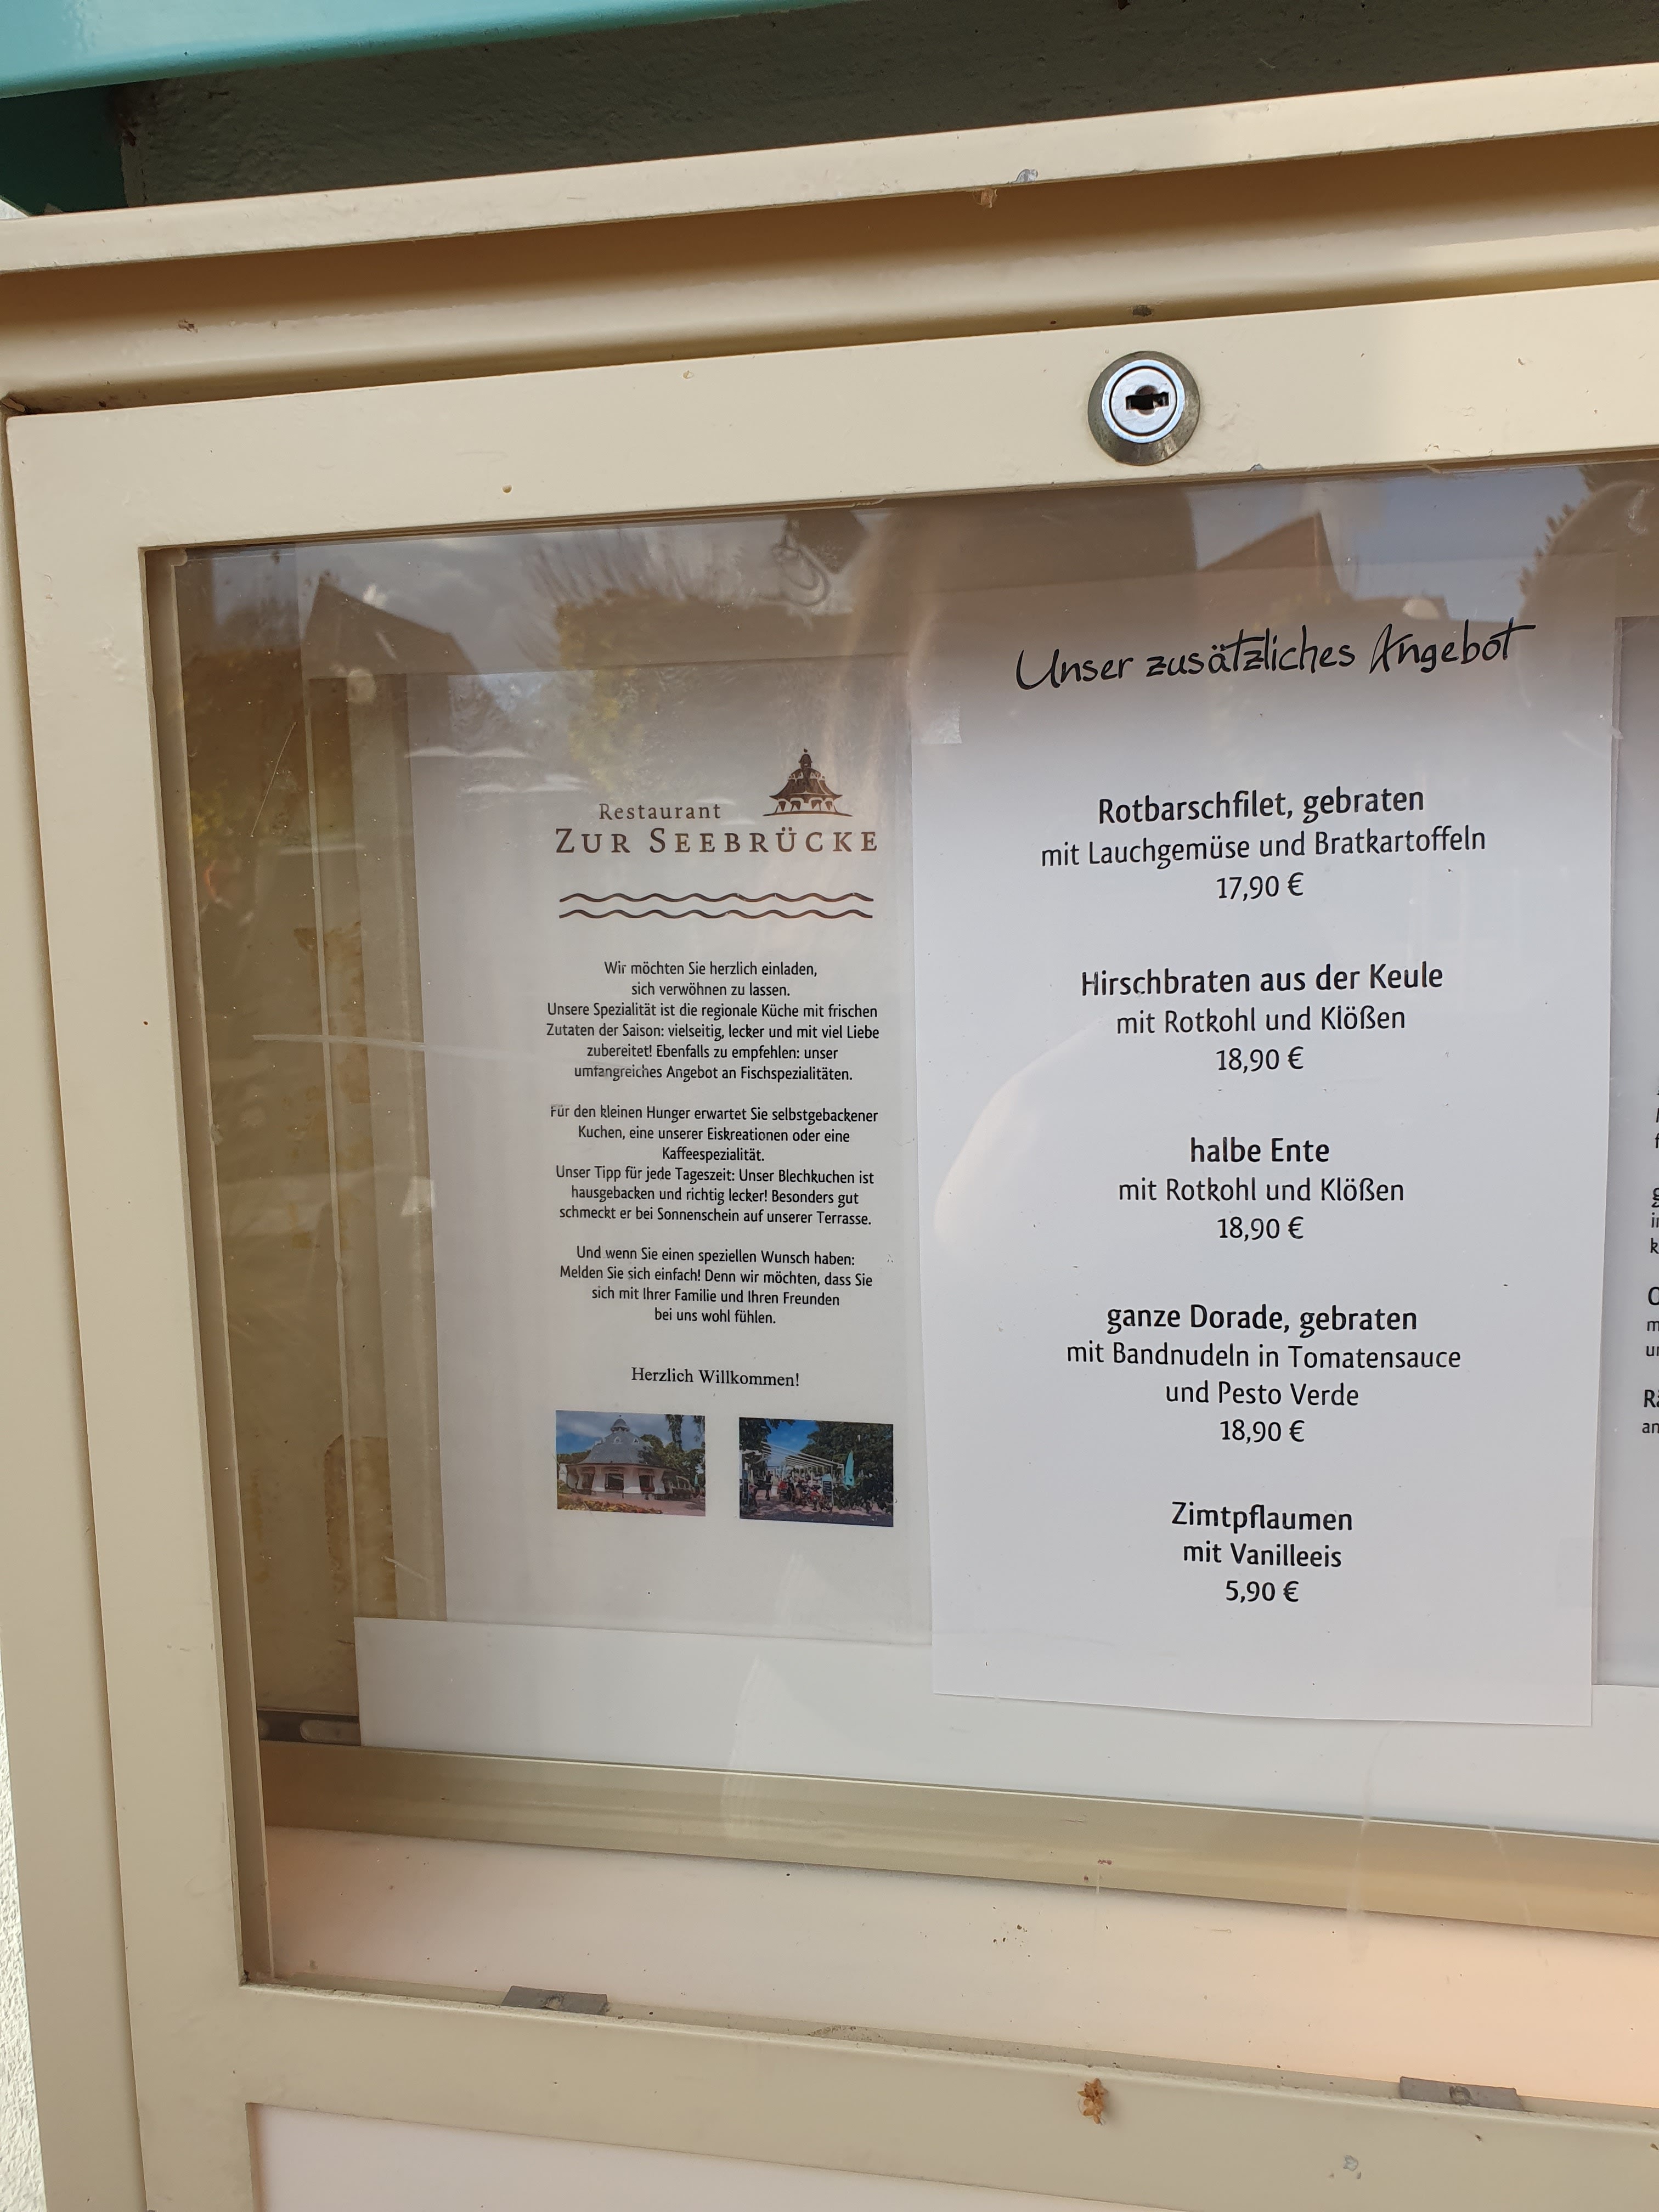 Restaurant
ZUR SEEBRÜCKE
Wir möchten Sie herzlich einladen,
sich verwöhnen zu lassen.
Unsere Spezialität ist die regionale Küche mit frischen
Zutaten der Saison: vielseitig, lecker und mit viel Liebe
zubereitet! Ebenfalls zu empfehlen: unser
umfangreiches Angebot an Fischspezialitäten.
Für den kleinen Hunger erwartet Sie selbstgebackener
Kuchen, eine unserer Eiskreationen oder eine
Kaffeespezialität.
Unser Tipp für jede Tageszeit: Unser Blechkuchen ist
hausgebacken und richtig lecker! Besonders gut
schmeckt er bei Sonnenschein auf unserer Terrasse.
Und wenn Sie einen speziellen Wunsch haben:
Melden Sie sich einfach! Denn wir möchten, dass Sie
sich mit Ihrer Familie und Ihren Freunden
bei uns wohl fühlen.
Herzlich Willkommen!
Unser zusätzliches Angebot
Rotbarschfilet, gebraten
mit Lauchgemüse und Bratkartoffeln
17,90 €
Hirschbraten aus der Keule
mit Rotkohl und Klößen
18,90 €
halbe Ente
mit Rotkohl und Klößen
18,90 €
ganze Dorade, gebraten
mit Bandnudeln in Tomatensauce
und Pesto Verde
18,90 €
Zimtpflaumen
mit Vanilleeis
5,90 €